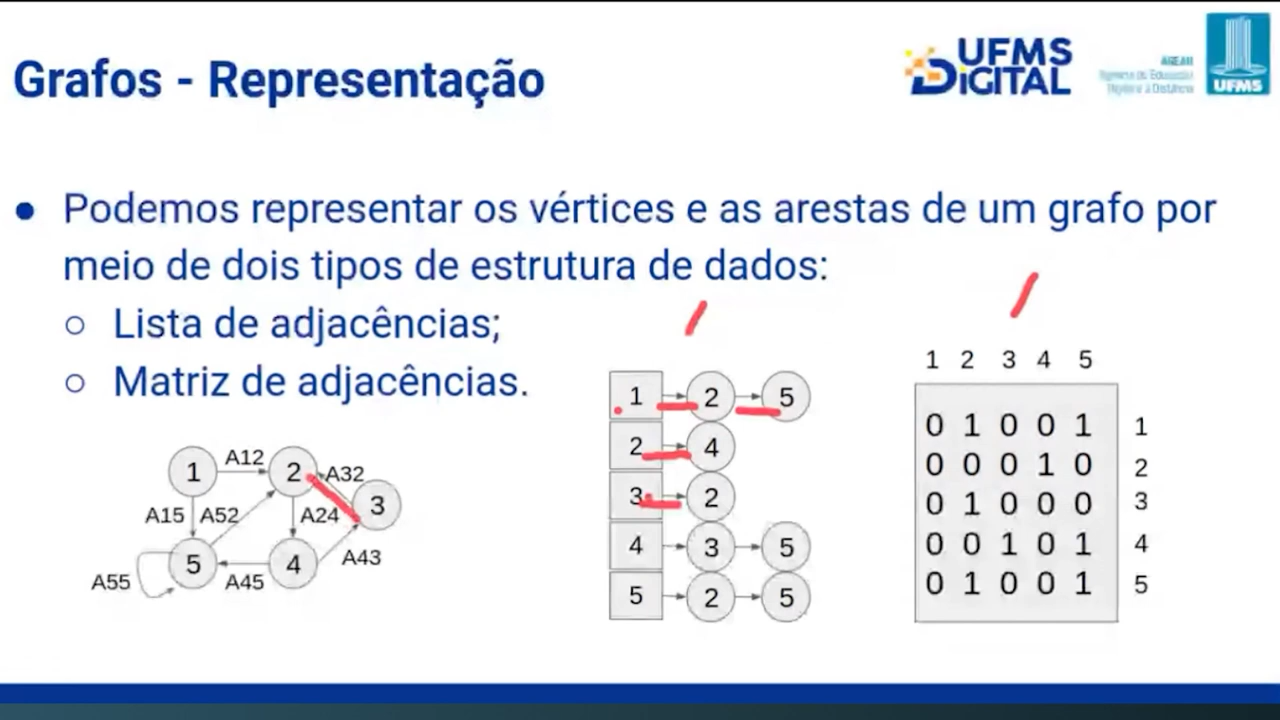 Grafos - Representação
UFMS
DIGITAL
AGEAD
UFMS
● Podemos representar os vértices e as arestas de um grafo por
meio de dois tipos de estrutura de dados:
○ Lista de adjacências;
○ Matriz de adjacências.
1 A12 2 A32
3
A15 A52 A24
A43
5 A45 4
A55
1 2 5
2 4
3 2
4 3 5
5 2 5
1 2 3 4 5
0 1 0 0 1 1
0 0 0 1 0 2
0 1 0 0 0 3
0 0 1 0 1 4
0 1 0 0 1 5